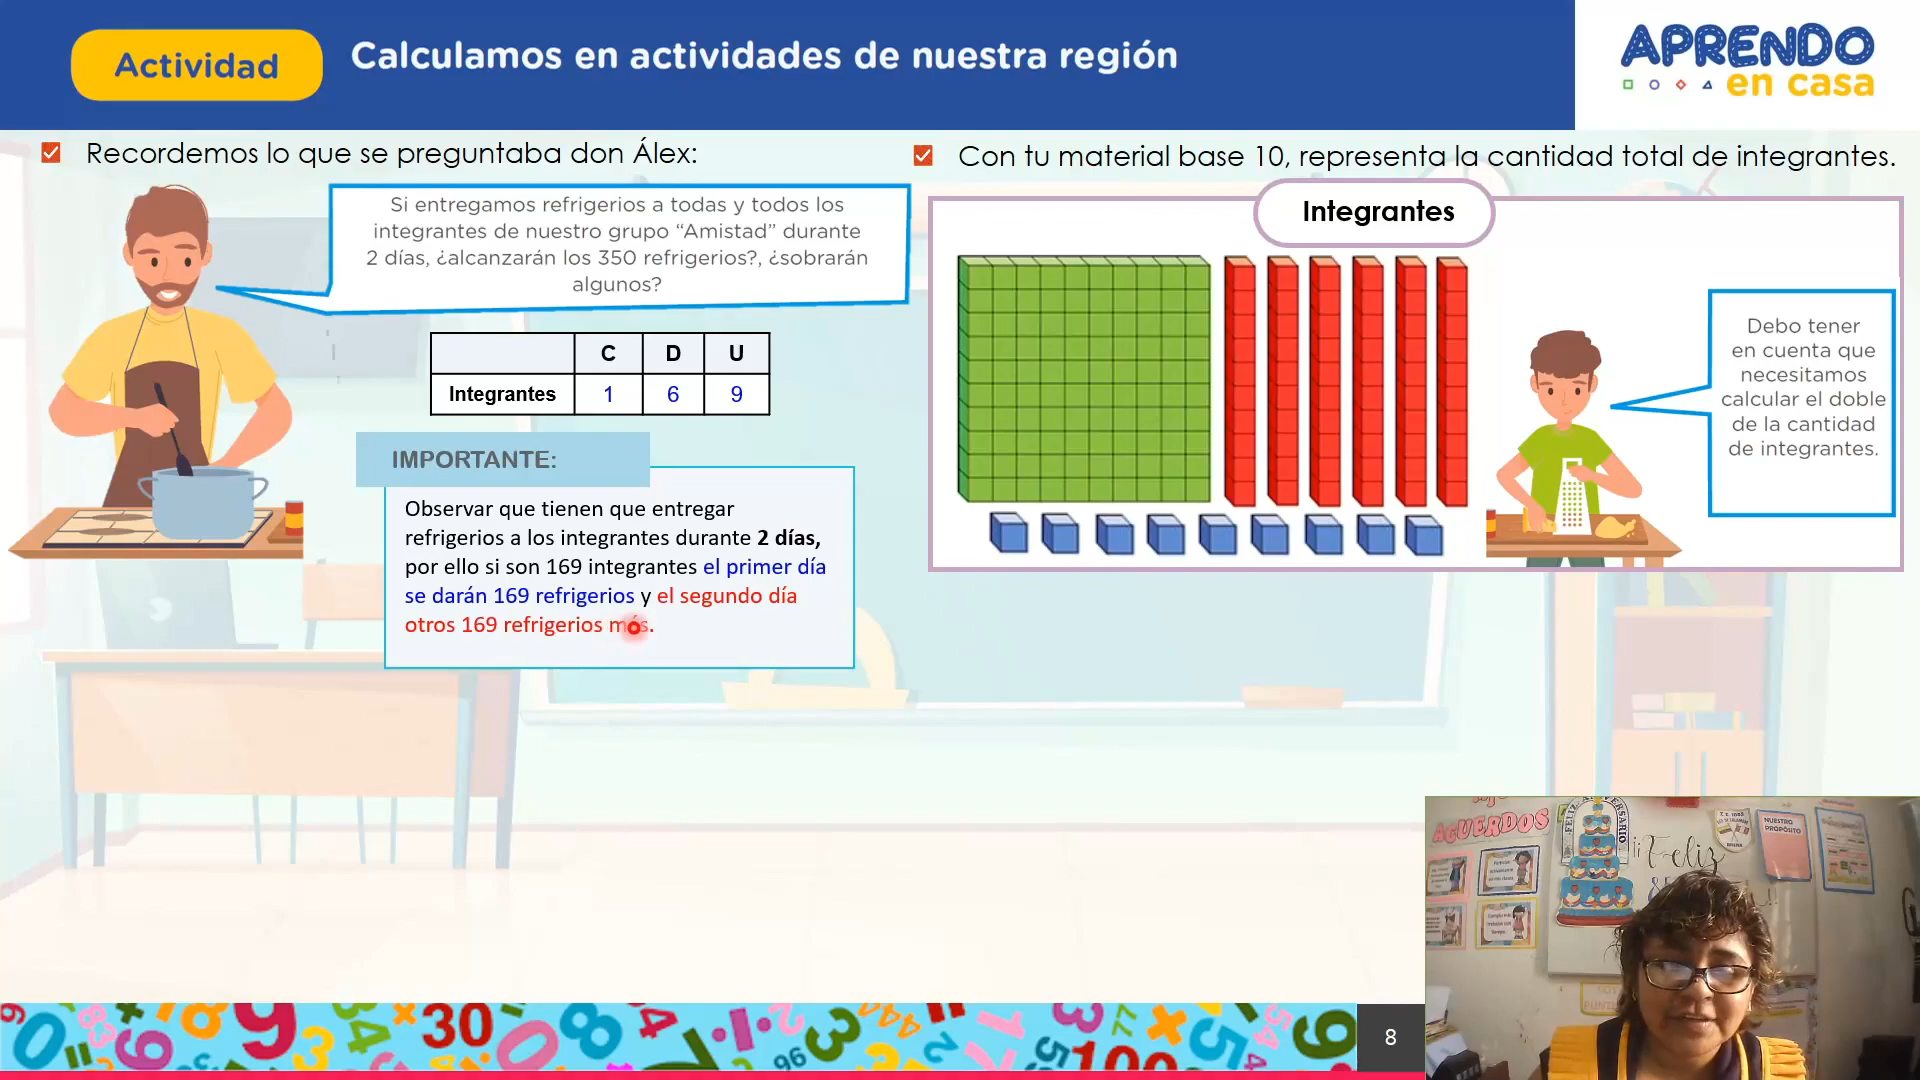 Actividad
Calculamos en actividades de nuestra región
APRENDO
en casa
Recordemos lo que se preguntaba don Álex:
Si entregamos refrigerios a todas y todos los
integrantes de nuestro grupo “Amistad” durante
2 días, ¿alcanzarán los 350 refrigerios?, ¿sobrarán
algunos?
C D U
Integrantes 1 6 9
IMPORTANTE:
Observar que tienen que entregar
refrigerios a los integrantes durante 2 días,
por ello si son 169 integrantes el primer día
se darán 169 refrigerios y el segundo día
otros 169 refrigerios más.
Con tu material base 10, representa la cantidad total de integrantes.
Integrantes
Debo tener
en cuenta que
necesitamos
calcular el doble
de la cantidad
de integrantes.
ACUERDOS
FELIZ ANIVERSARIO
NUESTRO
PROPÓSITO
¡¡Feliz
8